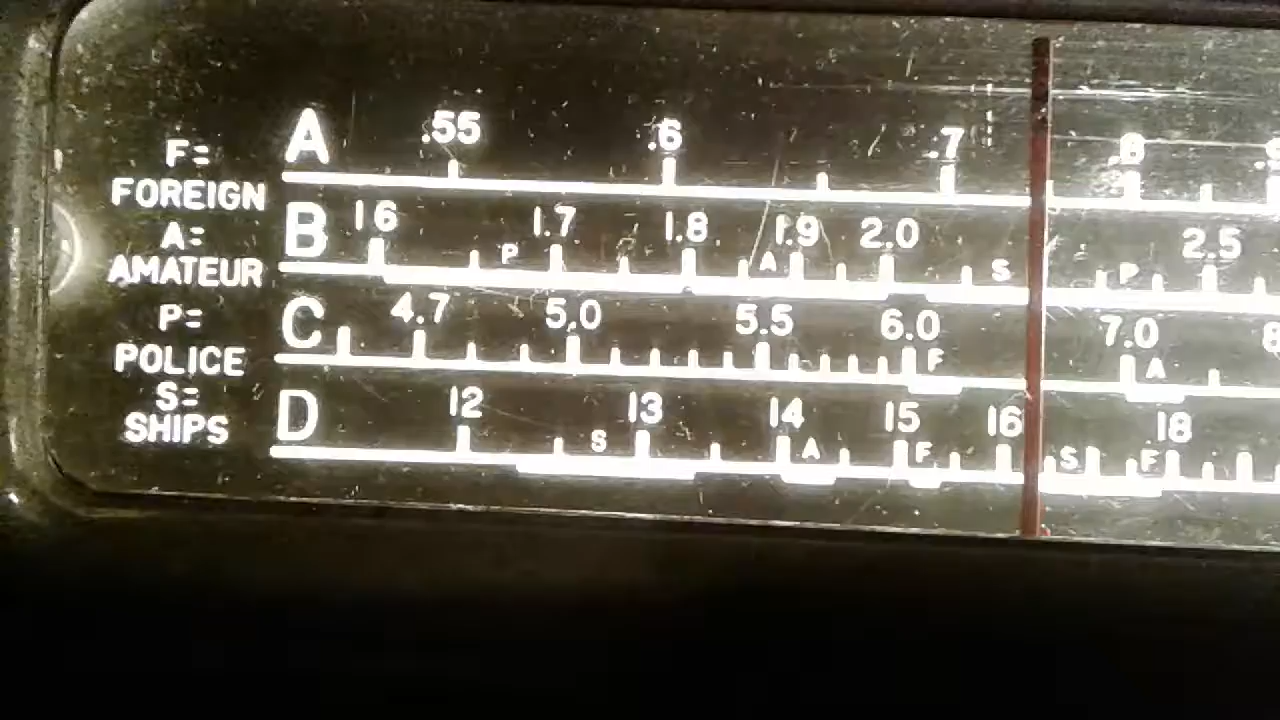 F=
FOREIGN
A=
AMATEUR
P=
POLICE
S=
SHIPS
A .55 .6 .7 .8
B 1.6 P 1.7 1.8 A 1.9 2.0 S P 2.5
C 4.7 5.0 5.5 6.0 F 7.0 A
D 12 S 13 14 A 15 F 16 S F 18